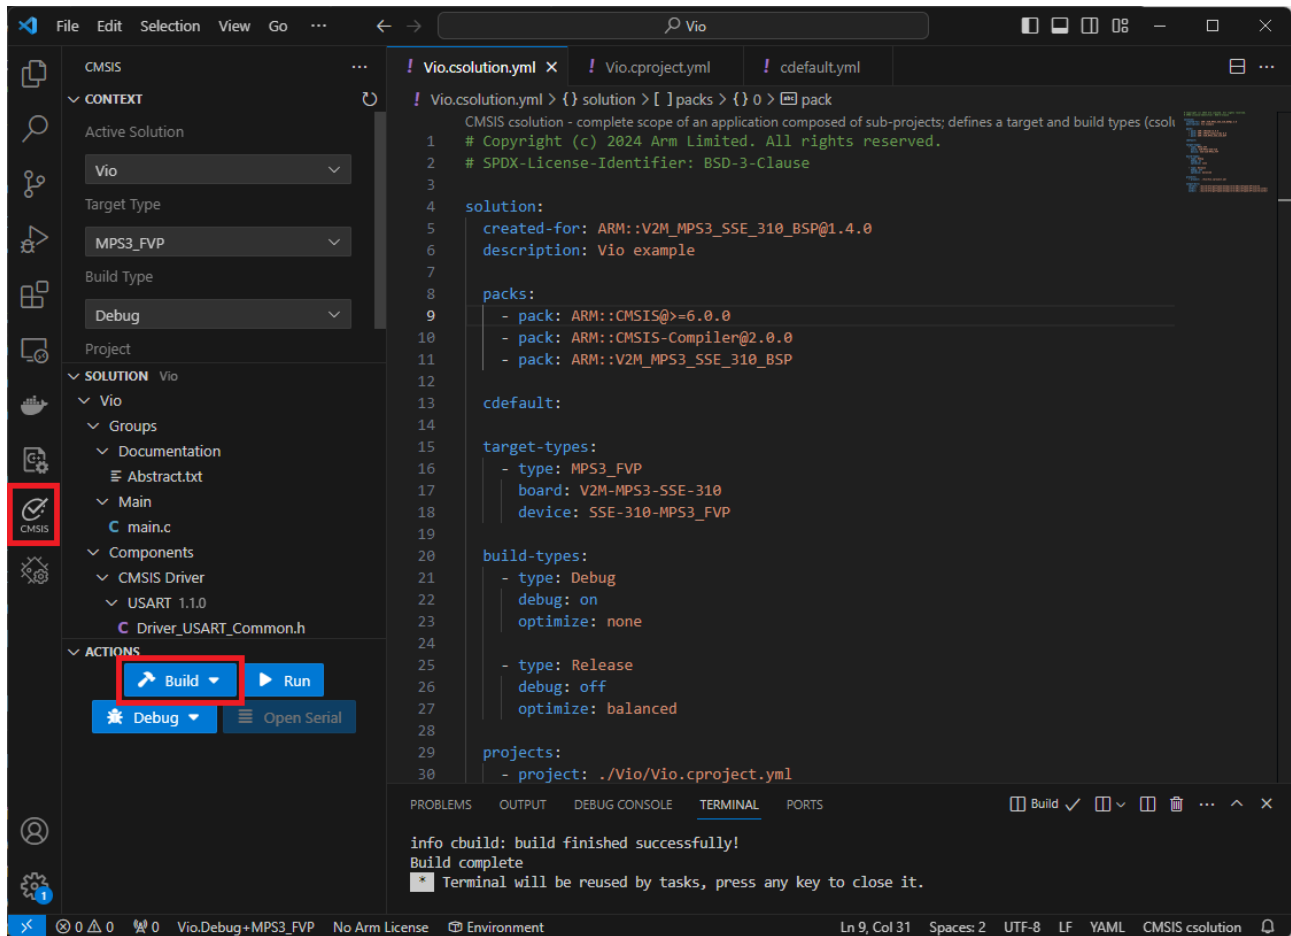 File Edit Selection View Go ··· Vio
CMSIS ···
CONTEXT
Active Solution
Vio
Target Type
MPS3_FVP
Build Type
Debug
Project
SOLUTION Vio
Vio
Groups
Documentation
Abstract.txt
Main
C main.c
Components
CMSIS Driver
USART 1.1.0
C Driver_USART_Common.h
ACTIONS
Build Run
Debug Open Serial
CMSIS
1
! Vio.csolution.yml ! Vio.cproject.yml ! cdefault.yml
! Vio.csolution.yml > {} solution > [ ] packs > {} 0 > abc pack
CMSIS csolution - complete scope of an application composed of sub-projects; defines a target and build types (csolu
1 # Copyright (c) 2024 Arm Limited. All rights reserved.
2 # SPDX-License-Identifier: BSD-3-Clause
3
4 solution:
5 created-for: ARM::V2M_MPS3_SSE_310_BSP@1.4.0
6 description: Vio example
7
8 packs:
9 - pack: ARM::CMSIS@>=6.0.0
10 - pack: ARM::CMSIS-Compiler@2.0.0
11 - pack: ARM::V2M_MPS3_SSE_310_BSP
12
13 cdefault:
14
15 target-types:
16 - type: MPS3_FVP
17 board: V2M-MPS3-SSE-310
18 device: SSE-310-MPS3_FVP
19
20 build-types:
21 - type: Debug
22 debug: on
23 optimize: none
24
25 - type: Release
26 debug: off
27 optimize: balanced
28
29 projects:
30 - project: ./Vio/Vio.cproject.yml
PROBLEMS OUTPUT DEBUG CONSOLE TERMINAL PORTS Build
info cbuild: build finished successfully!
Build complete
* Terminal will be reused by tasks, press any key to close it.
0 0 0 Vio.Debug+MPS3_FVP No Arm License Environment Ln 9, Col 31 Spaces: 2 UTF-8 LF YAML CMSIS csolution